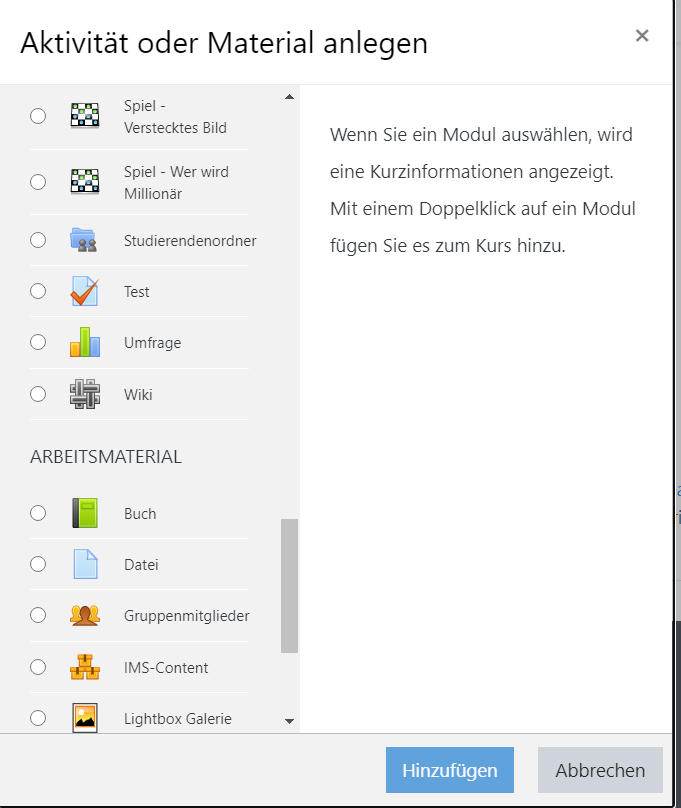 Aktivität oder Material anlegen
×
Spiel -
Verstecktes Bild
Spiel - Wer wird
Millionär
Studierendenordner
Test
Umfrage
Wiki
ARBEITSMATERIAL
Buch
Datei
Gruppenmitglieder
IMS-Content
Lightbox Galerie
Wenn Sie ein Modul auswählen, wird
eine Kurzinformationen angezeigt.
Mit einem Doppelklick auf ein Modul
fügen Sie es zum Kurs hinzu.
Hinzufügen
Abbrechen